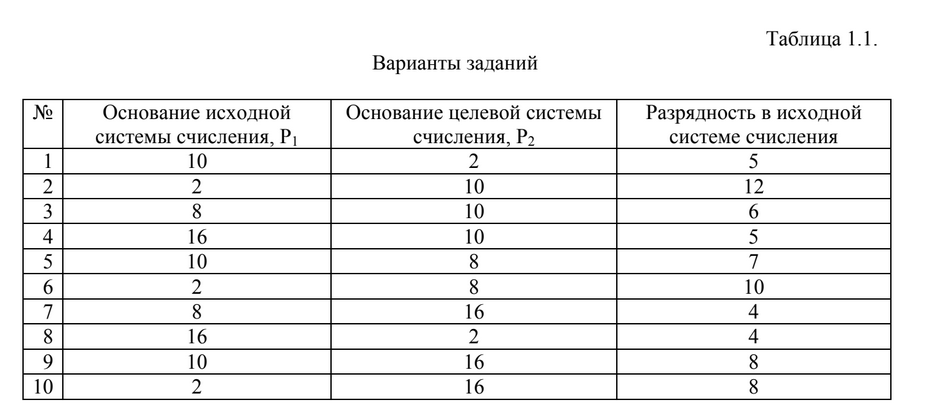 Таблица 1.1.
Варианты заданий
№ Основание исходной системы счисления, P₁ Основание целевой системы счисления, P₂ Разрядность в исходной системе счисления
1 10 2 5
2 2 10 12
3 8 10 6
4 16 10 5
5 10 8 7
6 2 8 10
7 8 16 4
8 16 2 4
9 10 16 8
10 2 16 8